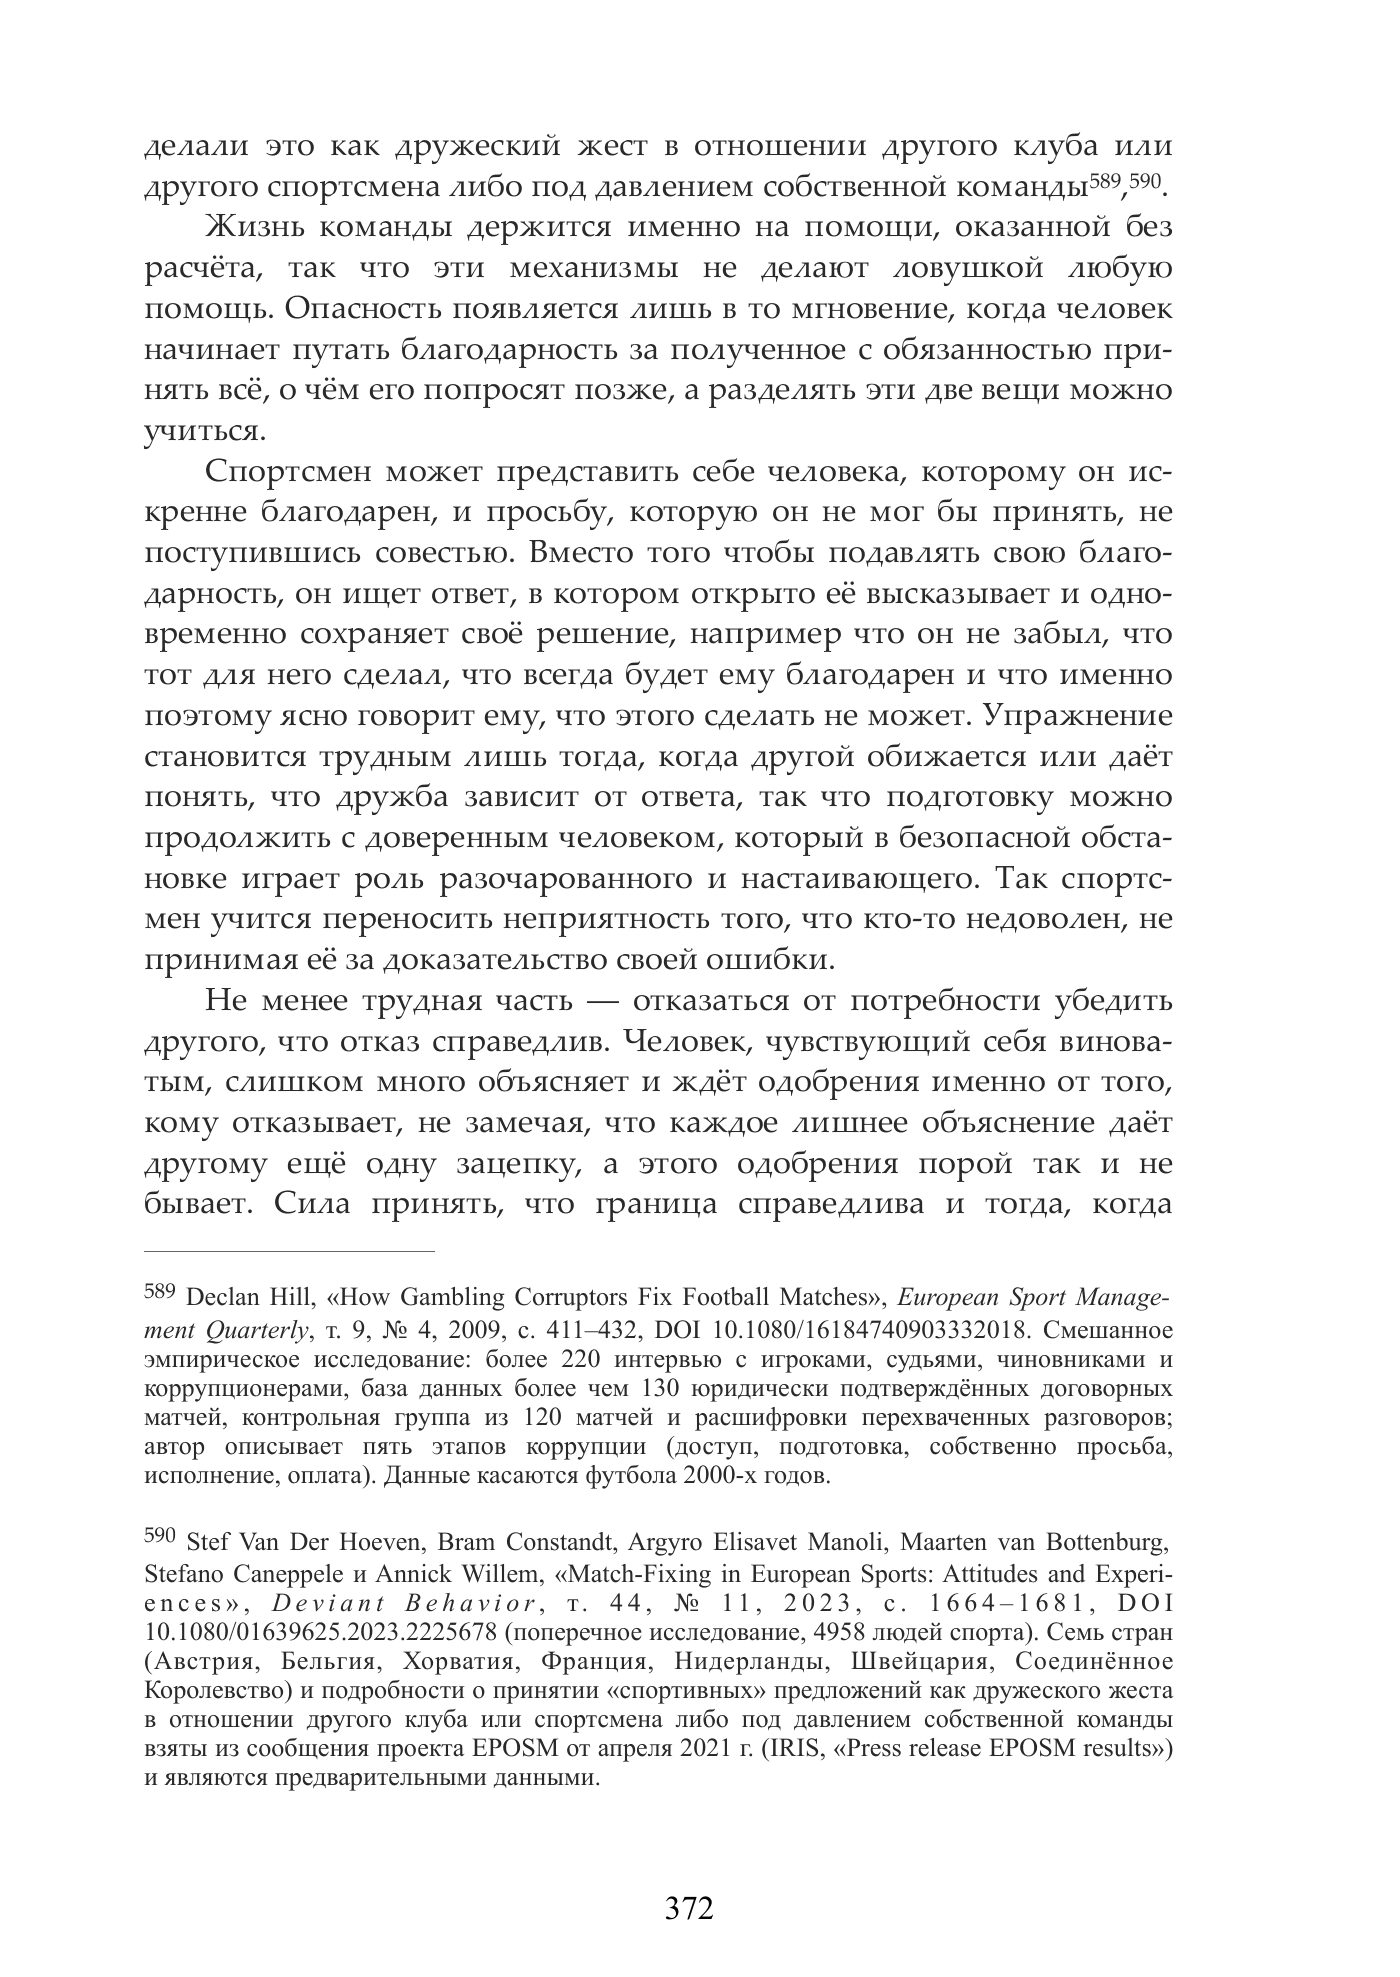 делали это как дружеский жест в отношении другого клуба или
другого спортсмена либо под давлением собственной команды589,590.
Жизнь команды держится именно на помощи, оказанной без
расчёта, так что эти механизмы не делают ловушкой любую
помощь. Опасность появляется лишь в то мгновение, когда человек
начинает путать благодарность за полученное с обязанностью при-
нять всё, о чём его попросят позже, а разделять эти две вещи можно
учиться.
Спортсмен может представить себе человека, которому он ис-
кренне благодарен, и просьбу, которую он не мог бы принять, не
поступившись совестью. Вместо того чтобы подавлять свою благо-
дарность, он ищет ответ, в котором открыто её высказывает и одно-
временно сохраняет своё решение, например что он не забыл, что
тот для него сделал, что всегда будет ему благодарен и что именно
поэтому ясно говорит ему, что этого сделать не может. Упражнение
становится трудным лишь тогда, когда другой обижается или даёт
понять, что дружба зависит от ответа, так что подготовку можно
продолжить с доверенным человеком, который в безопасной обста-
новке играет роль разочарованного и настаивающего. Так спортс-
мен учится переносить неприятность того, что кто-то недоволен, не
принимая её за доказательство своей ошибки.
Не менее трудная часть — отказаться от потребности убедить
другого, что отказ справедлив. Человек, чувствующий себя винова-
тым, слишком много объясняет и ждёт одобрения именно от того,
кому отказывает, не замечая, что каждое лишнее объяснение даёт
другому ещё одну зацепку, а этого одобрения порой так и не
бывает. Сила принять, что граница справедлива и тогда, когда
589 Declan Hill, «How Gambling Corruptors Fix Football Matches», European Sport Manage-
ment Quarterly, т. 9, № 4, 2009, с. 411–432, DOI 10.1080/16184740903332018. Смешанное
эмпирическое исследование: более 220 интервью с игроками, судьями, чиновниками и
коррупционерами, база данных более чем 130 юридически подтверждённых договорных
матчей, контрольная группа из 120 матчей и расшифровки перехваченных разговоров;
автор описывает пять этапов коррупции (доступ, подготовка, собственно просьба,
исполнение, оплата). Данные касаются футбола 2000-х годов.
590 Stef Van Der Hoeven, Bram Constandt, Argyro Elisavet Manoli, Maarten van Bottenburg,
Stefano Caneppele и Annick Willem, «Match-Fixing in European Sports: Attitudes and Experi-
ences», Deviant Behavior, т. 44, № 11, 2023, с. 1664–1681, DOI
10.1080/01639625.2023.2225678 (поперечное исследование, 4958 людей спорта). Семь стран
(Австрия, Бельгия, Хорватия, Франция, Нидерланды, Швейцария, Соединённое
Королевство) и подробности о принятии «спортивных» предложений как дружеского жеста
в отношении другого клуба или спортсмена либо под давлением собственной команды
взяты из сообщения проекта EPOSM от апреля 2021 г. (IRIS, «Press release EPOSM results»)
и являются предварительными данными.
372